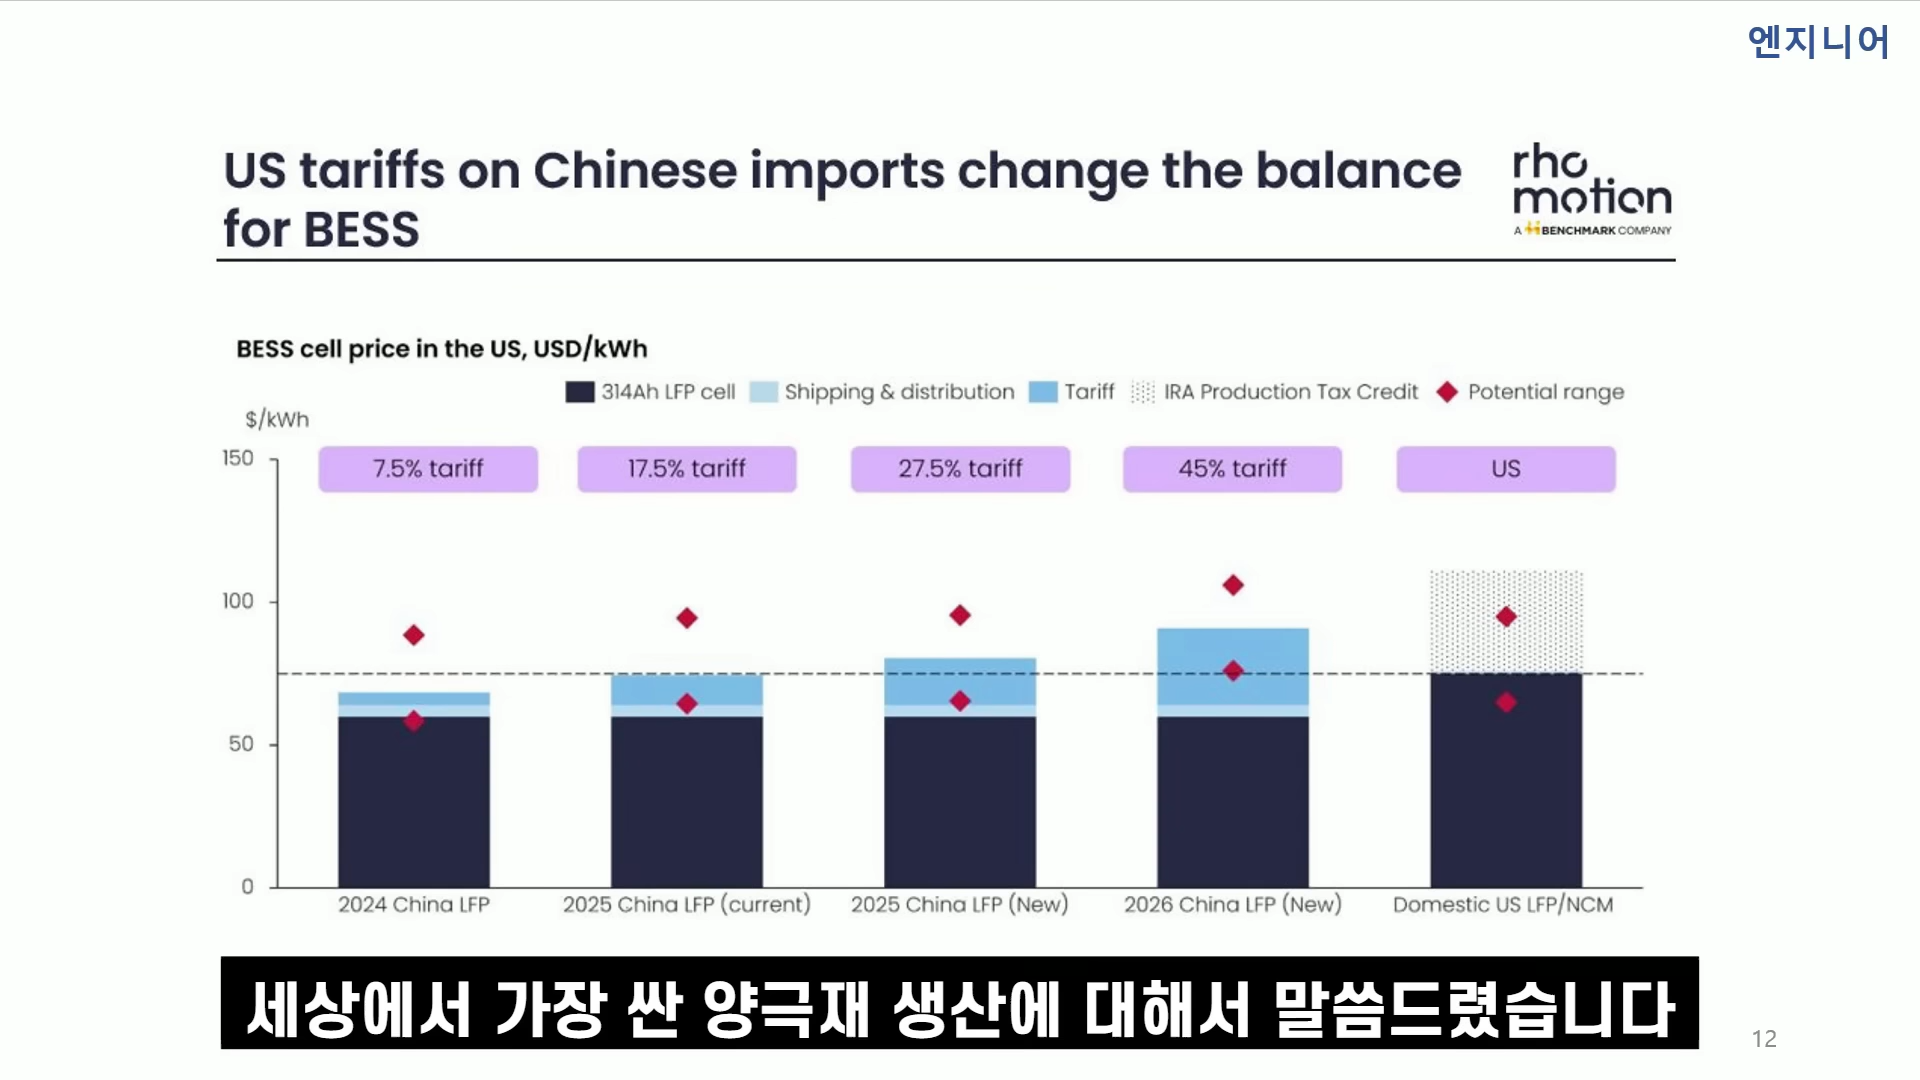 엔지니어
US tariffs on Chinese imports change the balance
for BESS
rho
motion
A BENCHMARK COMPANY
BESS cell price in the US, USD/kWh
314Ah LFP cell Shipping & distribution Tariff IRA Production Tax Credit Potential range
$/kWh
150
7.5% tariff 17.5% tariff 27.5% tariff 45% tariff US
100
50
0
2024 China LFP 2025 China LFP (current) 2025 China LFP (New) 2026 China LFP (New) Domestic US LFP/NCM
세상에서 가장 싼 양극재 생산에 대해서 말씀드렸습니다
12